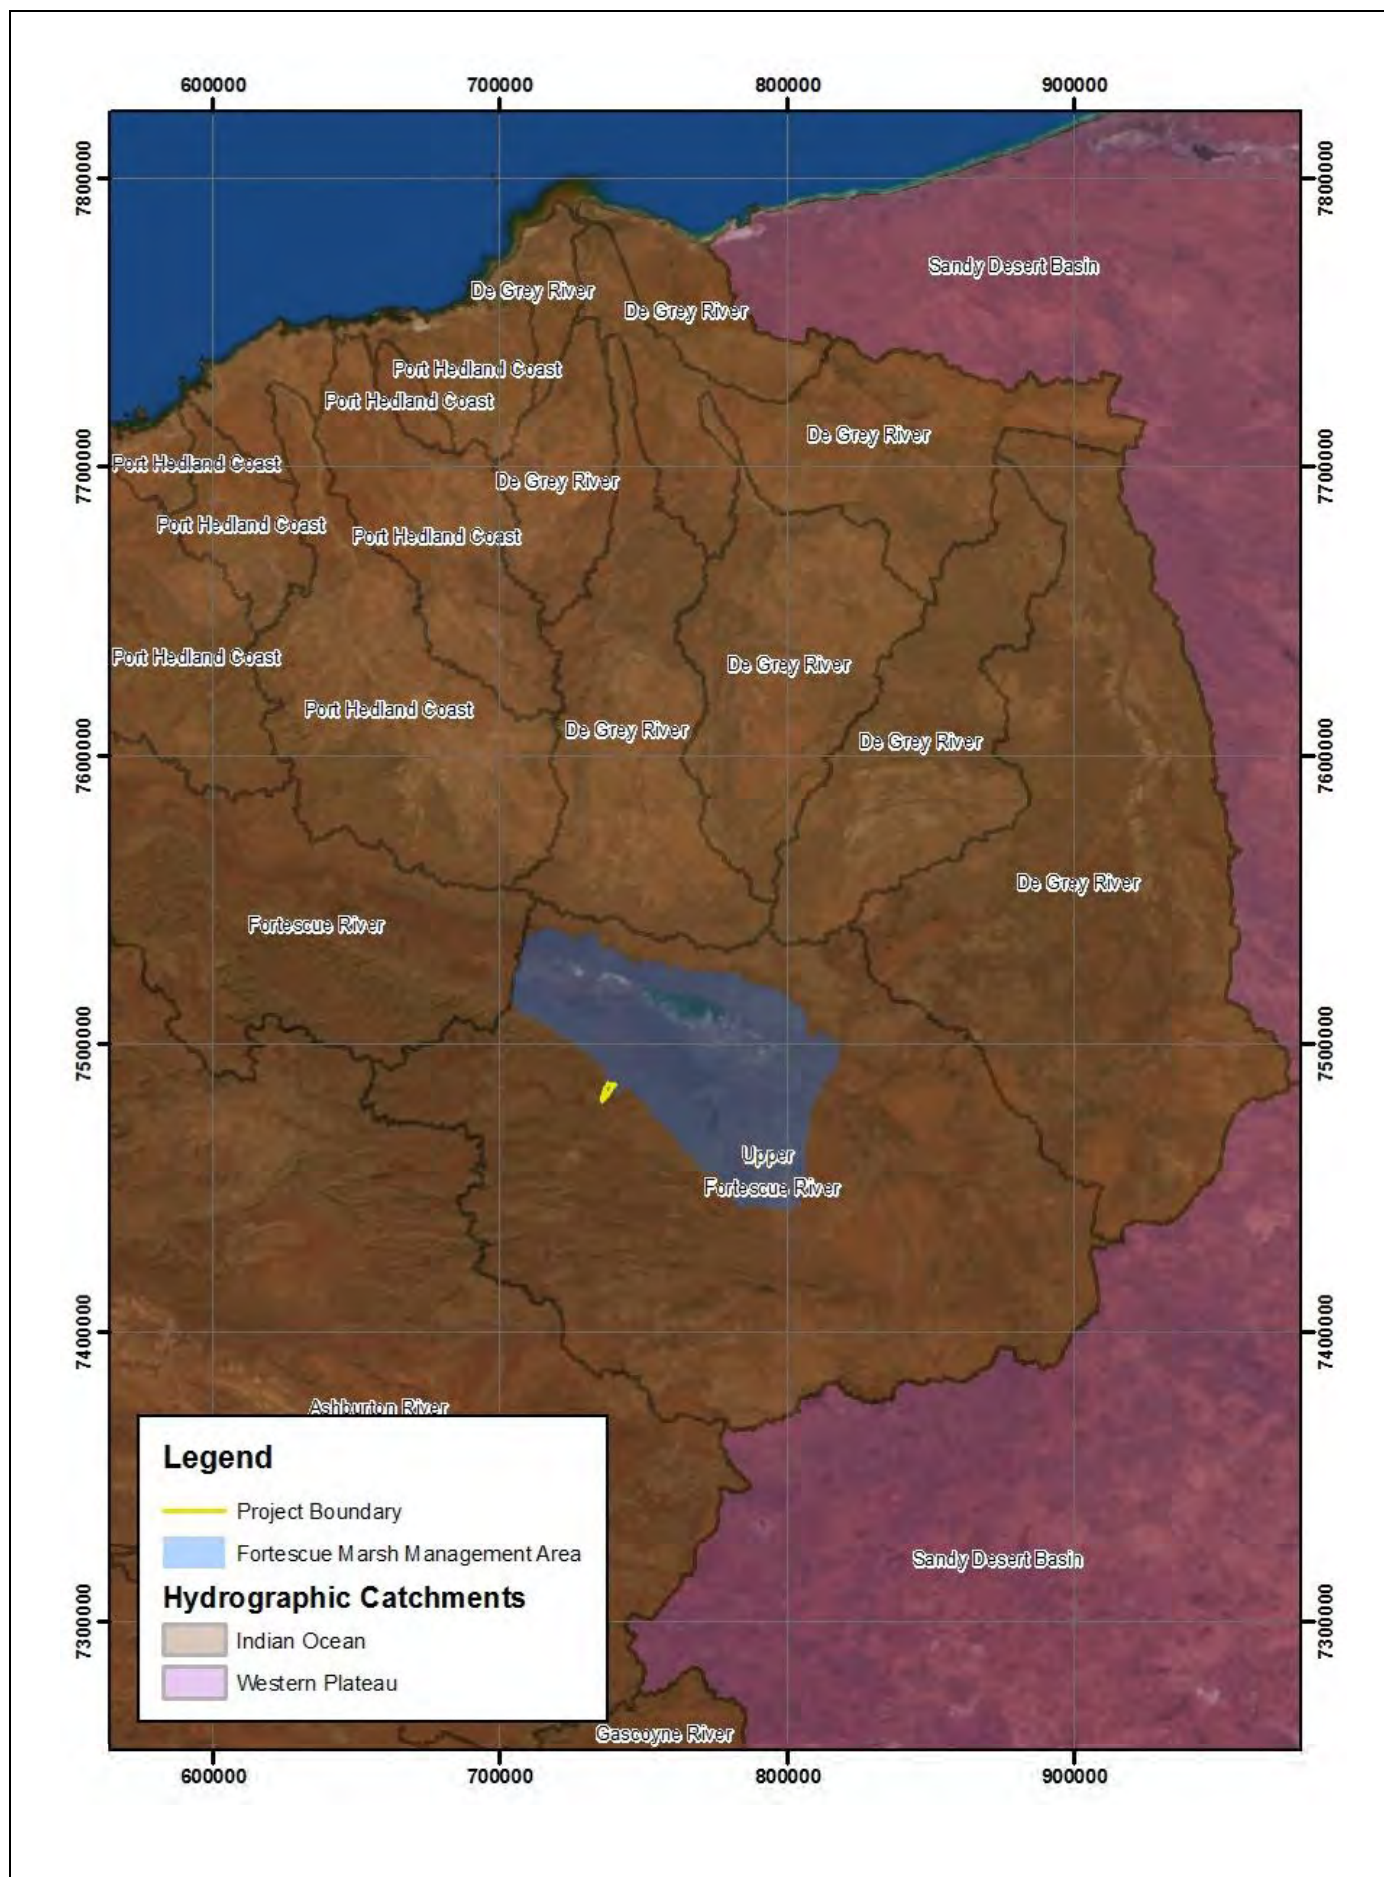 600000 700000 800000 900000
7800000 7800000
Sandy Desert Basin
De Grey River
De Grey River
Port Hedland Coast
Port Hedland Coast
De Grey River
Port Hedland Coast
7700000 7700000
De Grey River
Port Hedland Coast
Port Hedland Coast
Port Hedland Coast
De Grey River
Port Hedland Coast
De Grey River
De Grey River
7600000 7600000
De Grey River
Fortescue River
7500000 7500000
Upper
Fortescue River
7400000 7400000
Ashburton River
Legend
Project Boundary
Fortescue Marsh Management Area
Sandy Desert Basin
Hydrographic Catchments
7300000 7300000
Indian Ocean
Western Plateau
Gascoyne River
600000 700000 800000 900000